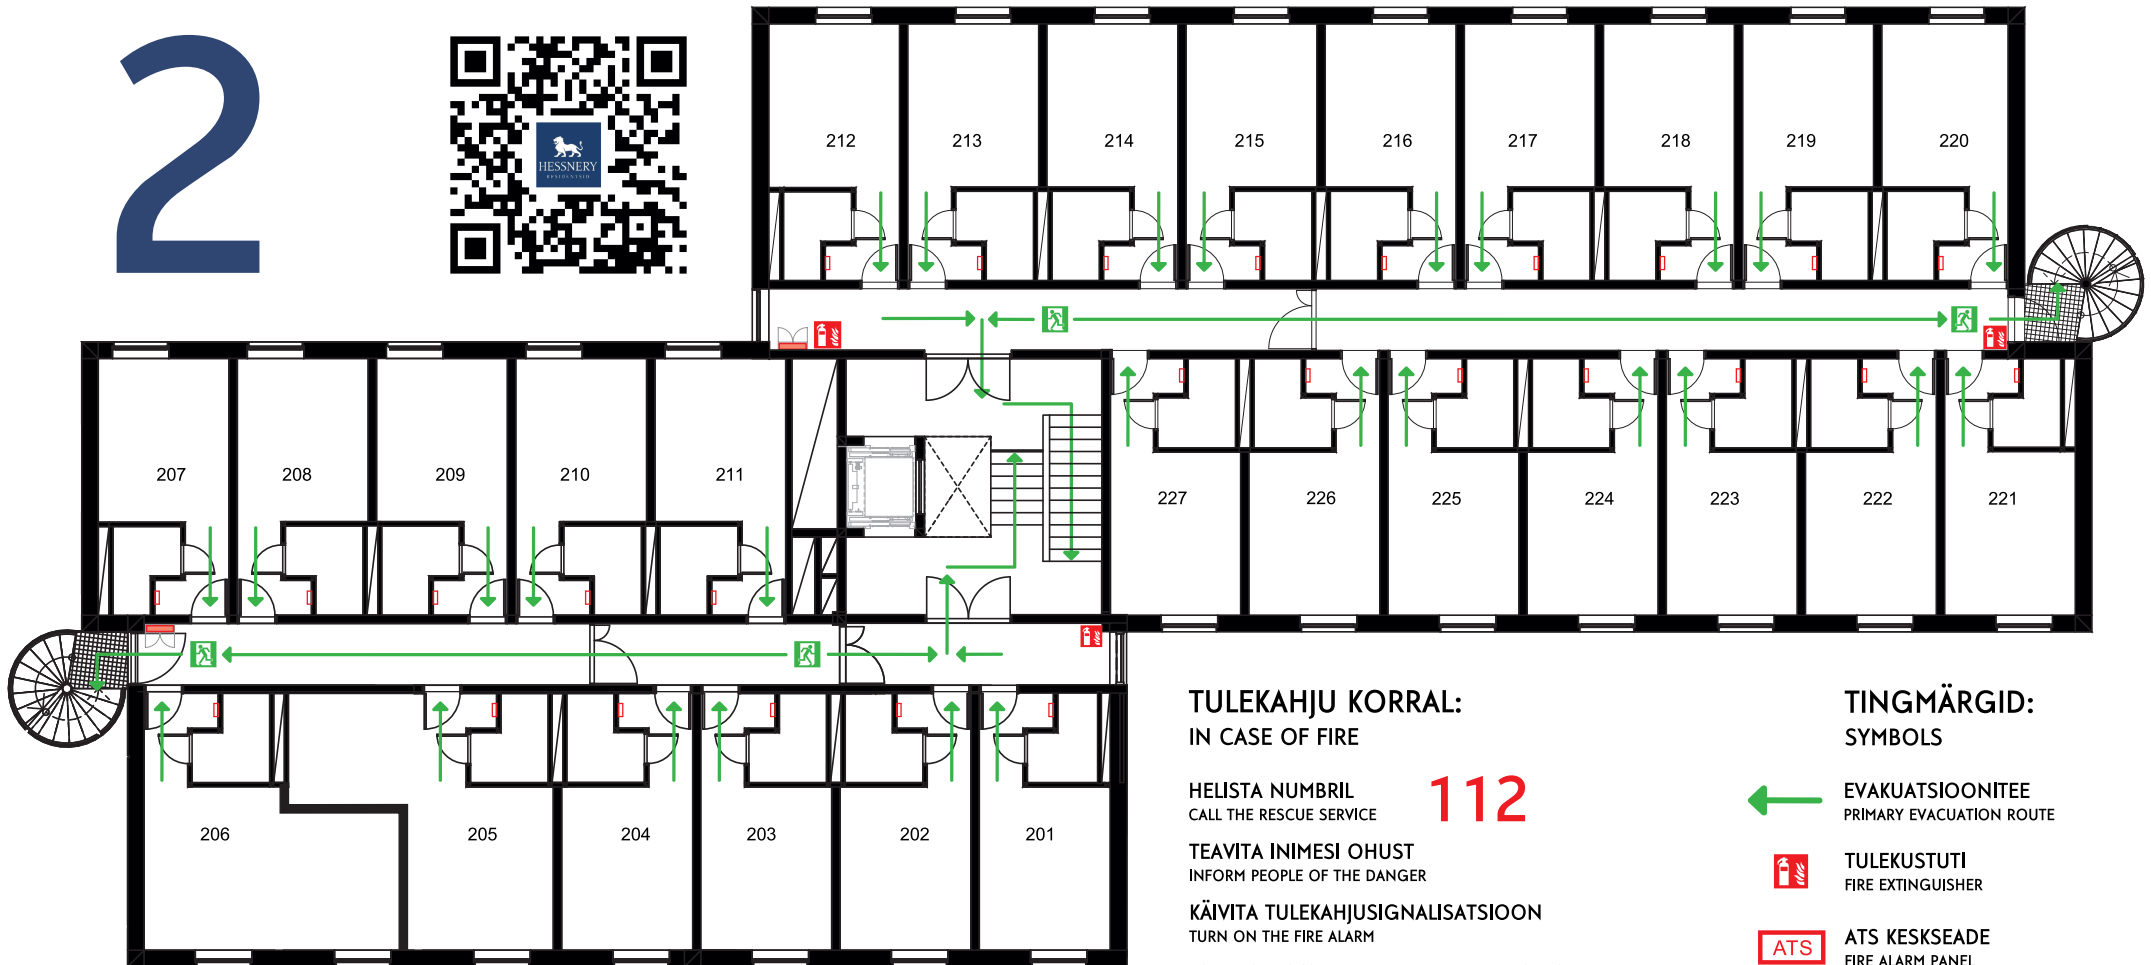 2
HESSNERY
RESIDENTSID
212 213 214 215 216 217 218 219 220
207 208 209 210 211
227 226 225 224 223 222 221
206 205 204 203 202 201
TULEKAHJU KORRAL:
IN CASE OF FIRE
HELISTA NUMBRIL
CALL THE RESCUE SERVICE
112
TEAVITA INIMESI OHUST
INFORM PEOPLE OF THE DANGER
KÄIVITA TULEKAHJUSIGNALISATSIOON
TURN ON THE FIRE ALARM
TINGMÄRGID:
SYMBOLS
EVAKUATSIOONITEE
PRIMARY EVACUATION ROUTE
TULEKUSTUTI
FIRE EXTINGUISHER
ATS
ATS KESKSEADE
FIRE ALARM PANEL